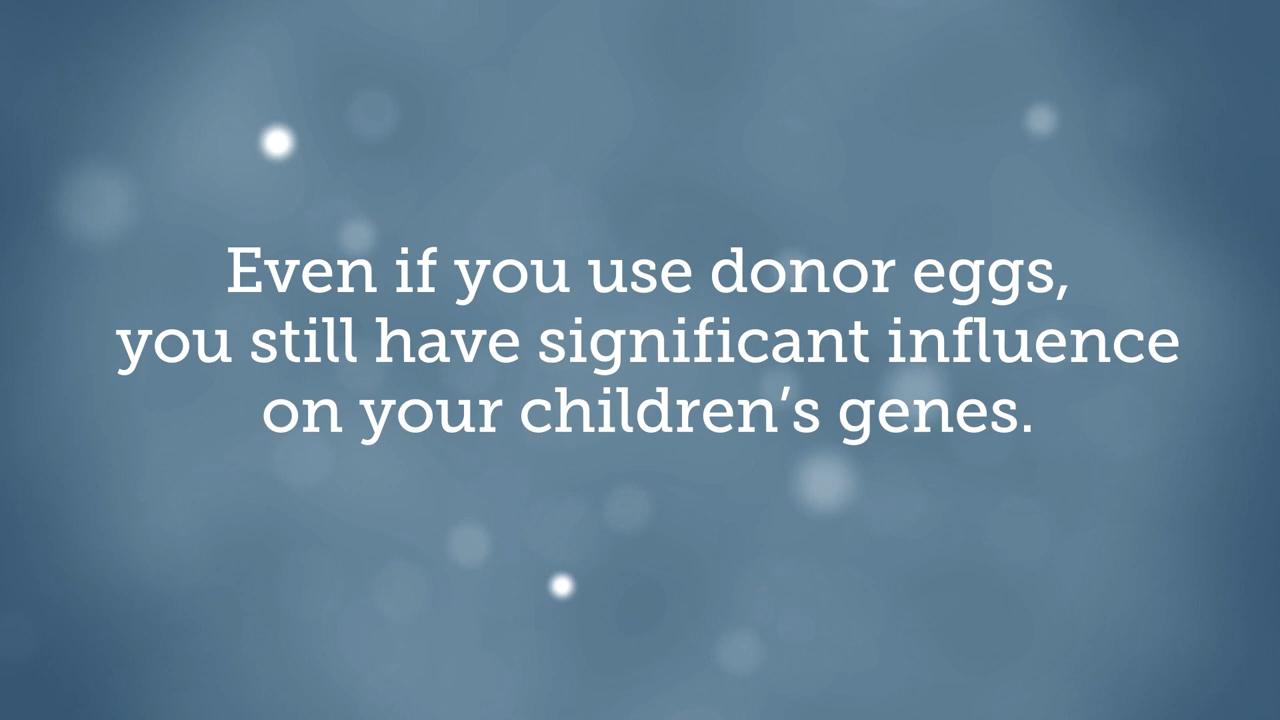 Even if you use donor eggs,
you still have significant influence
on your children’s genes.